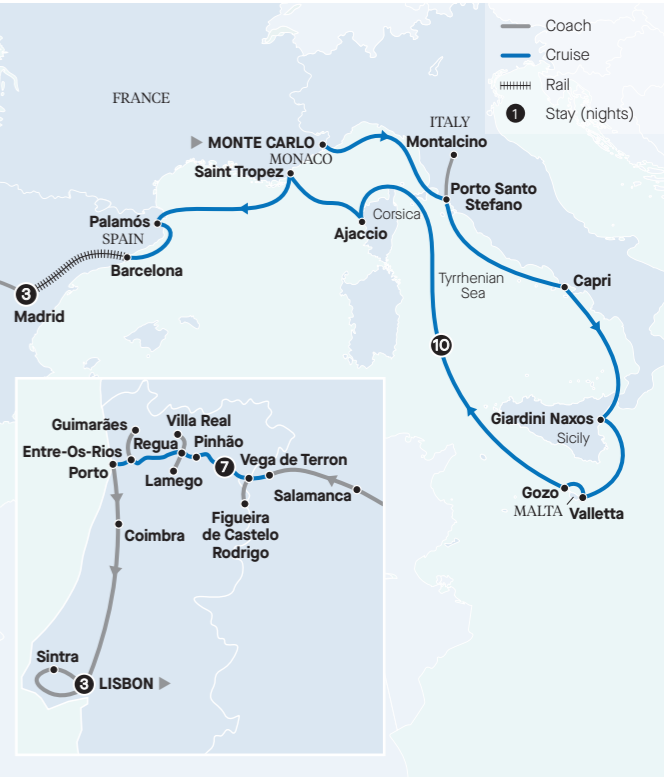 Coach
Cruise
Rail
1 Stay (nights)
FRANCE
MONTE CARLO
MONACO
Saint Tropez
ITALY
Montalcino
Porto Santo
Stefano
Palamós
SPAIN
Barcelona
Corsica
Ajaccio
3
Madrid
Tyrrhenian
Sea
Capri
10
Giardini Naxos
Sicily
Gozo
MALTA
Valletta
Guimarães
Villa Real
Entre-Os-Rios
Regua
Pinhão
Porto
7
Vega de Terron
Lamego
Salamanca
Figueira
de Castelo
Rodrigo
Coimbra
Sintra
3 LISBON